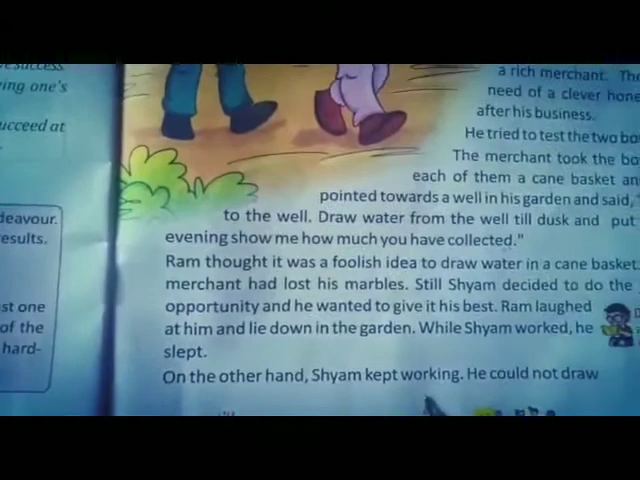 ving one's
ucceed at
deavour.
esults.
st one
of the
hard-
a rich merchant. The
need of a clever hone
after his business.
He tried to test the two bo
The merchant took the bo
each of them a cane basket an
pointed towards a well in his garden and said, "
to the well. Draw water from the well till dusk and put
evening show me how much you have collected."
Ram thought it was a foolish idea to draw water in a cane basket.
merchant had lost his marbles. Still Shyam decided to do the
opportunity and he wanted to give it his best. Ram laughed
at him and lie down in the garden. While Shyam worked, he
slept.
On the other hand, Shyam kept working. He could not draw